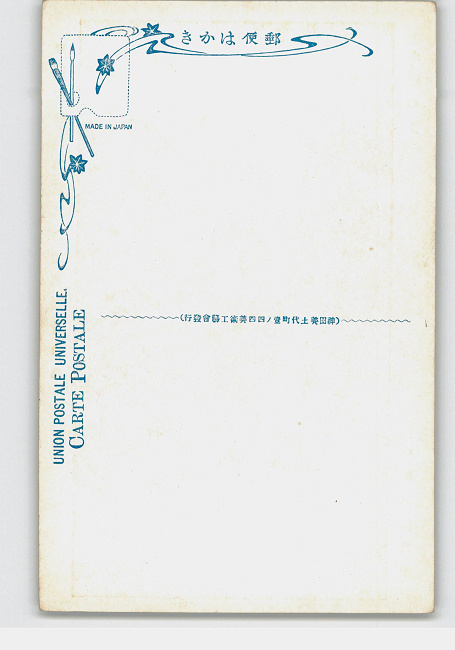 郵便はかき
MADE IN JAPAN
(神田美土代町壹ノ四四美術工藝會發行)
UNION POSTALE UNIVERSELLE.
CARTE POSTALE